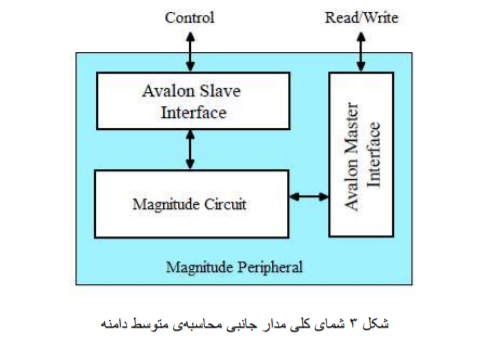 Control
Read/Write
Avalon Slave
Interface
Avalon Master
Interface
Magnitude Circuit
Magnitude Peripheral
شکل ۳ شمای کلی مدار جانبی محاسبه‌ی متوسط دامنه